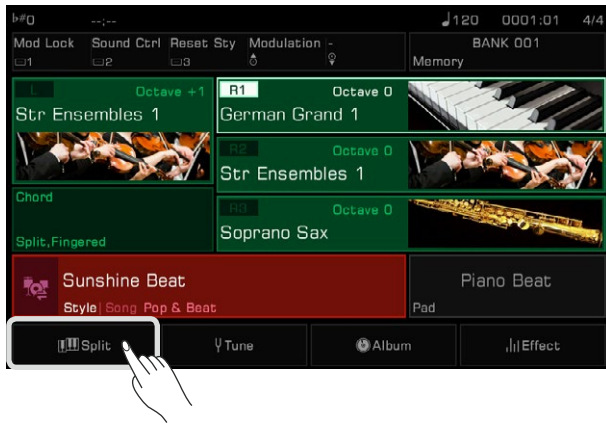 ♭#0 --;-- ♩120 0001:01 4/4
Mod Lock Sound Ctrl Reset Sty Modulatio - BANK 001
1 2 3 Memory
L Octave +1
Str Ensembles 1
R1 Octave 0
German Grand 1
R2 Octave 0
Str Ensembles 1
Chord
Split,Fingered
R3 Octave 0
Soprano Sax
Sunshine Beat
Style|Song Pop & Beat
Piano Beat
Pad
Split Tune Album Effect